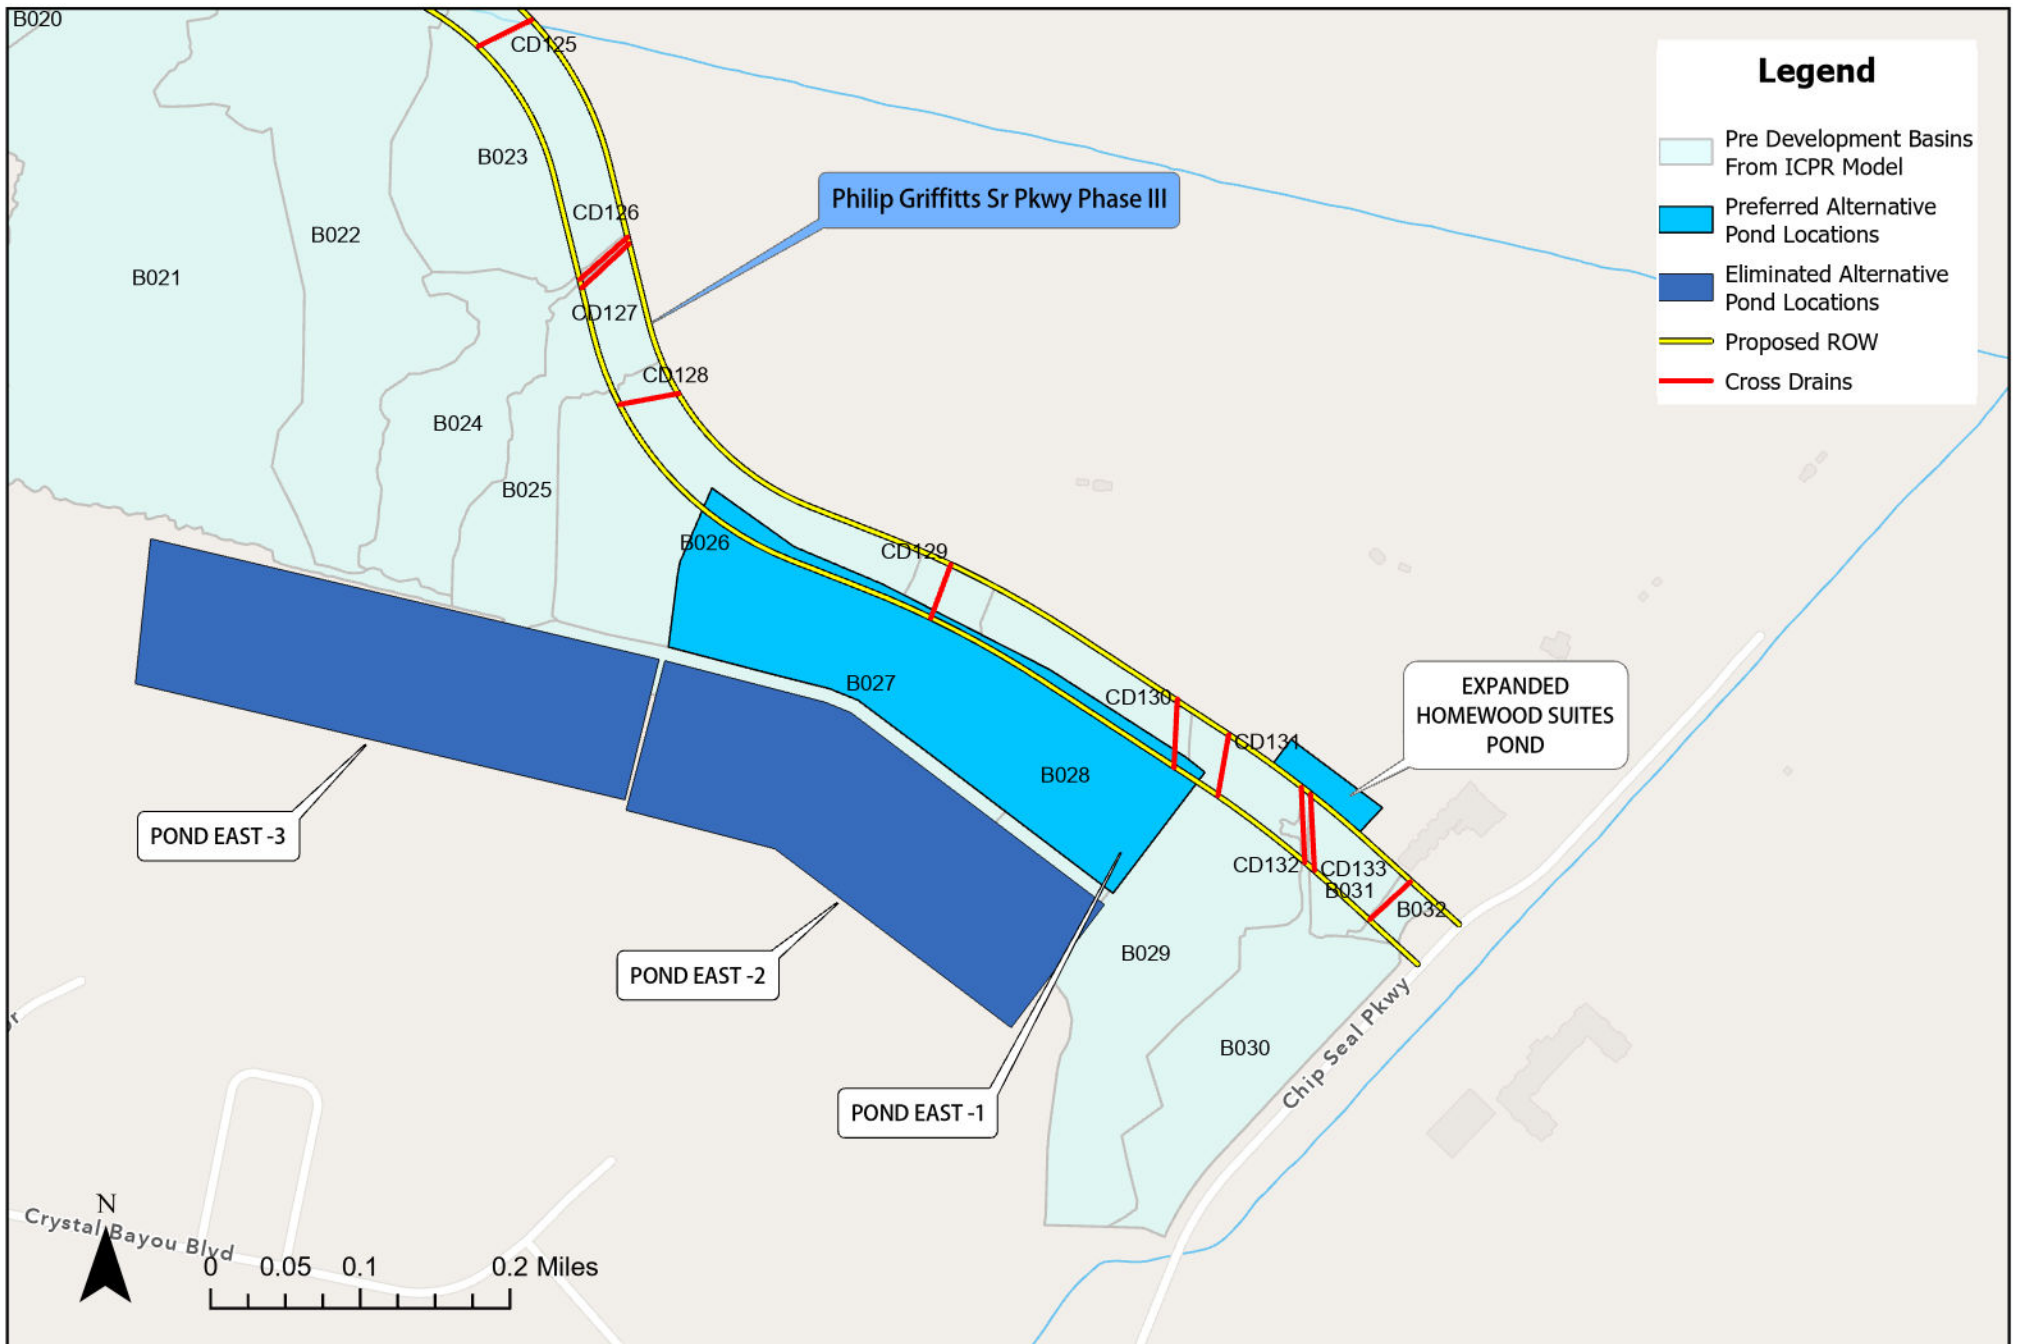 B020
CD125
Legend
Pre Development Basins
From ICPR Model
Preferred Alternative
Pond Locations
Eliminated Alternative
Pond Locations
Proposed ROW
Cross Drains
B023
Philip Griffitts Sr Pkwy Phase III
CD126
B022
B021
CD127
CD128
B024
B025
B026
CD129
B027
CD130
EXPANDED
HOMEWOOD SUITES
POND
CD131
B028
POND EAST -3
CD132
CD133
B031
B032
B029
POND EAST -2
B030
Chip Seal Pkwy
POND EAST -1
N
Crystal Bayou Blvd
0 0.05 0.1 0.2 Miles